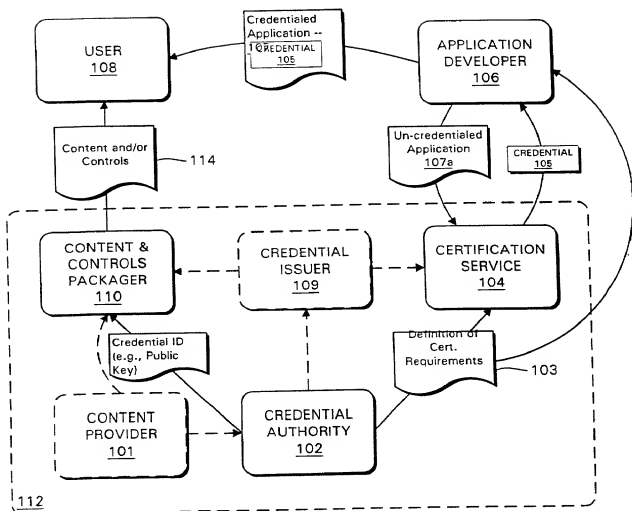 Credentialed
Application --
CREDENTIAL
105
USER
108
APPLICATION
DEVELOPER
106
Content and/or
Controls
114
Un-credentialed
Application
107a
CREDENTIAL
105
CONTENT &
CONTROLS
PACKAGER
110
CREDENTIAL
ISSUER
109
CERTIFICATION
SERVICE
104
Credential ID
(e.g., Public
Key)
Definition of
Cert.
Requirements
103
CONTENT
PROVIDER
101
CREDENTIAL
AUTHORITY
102
112